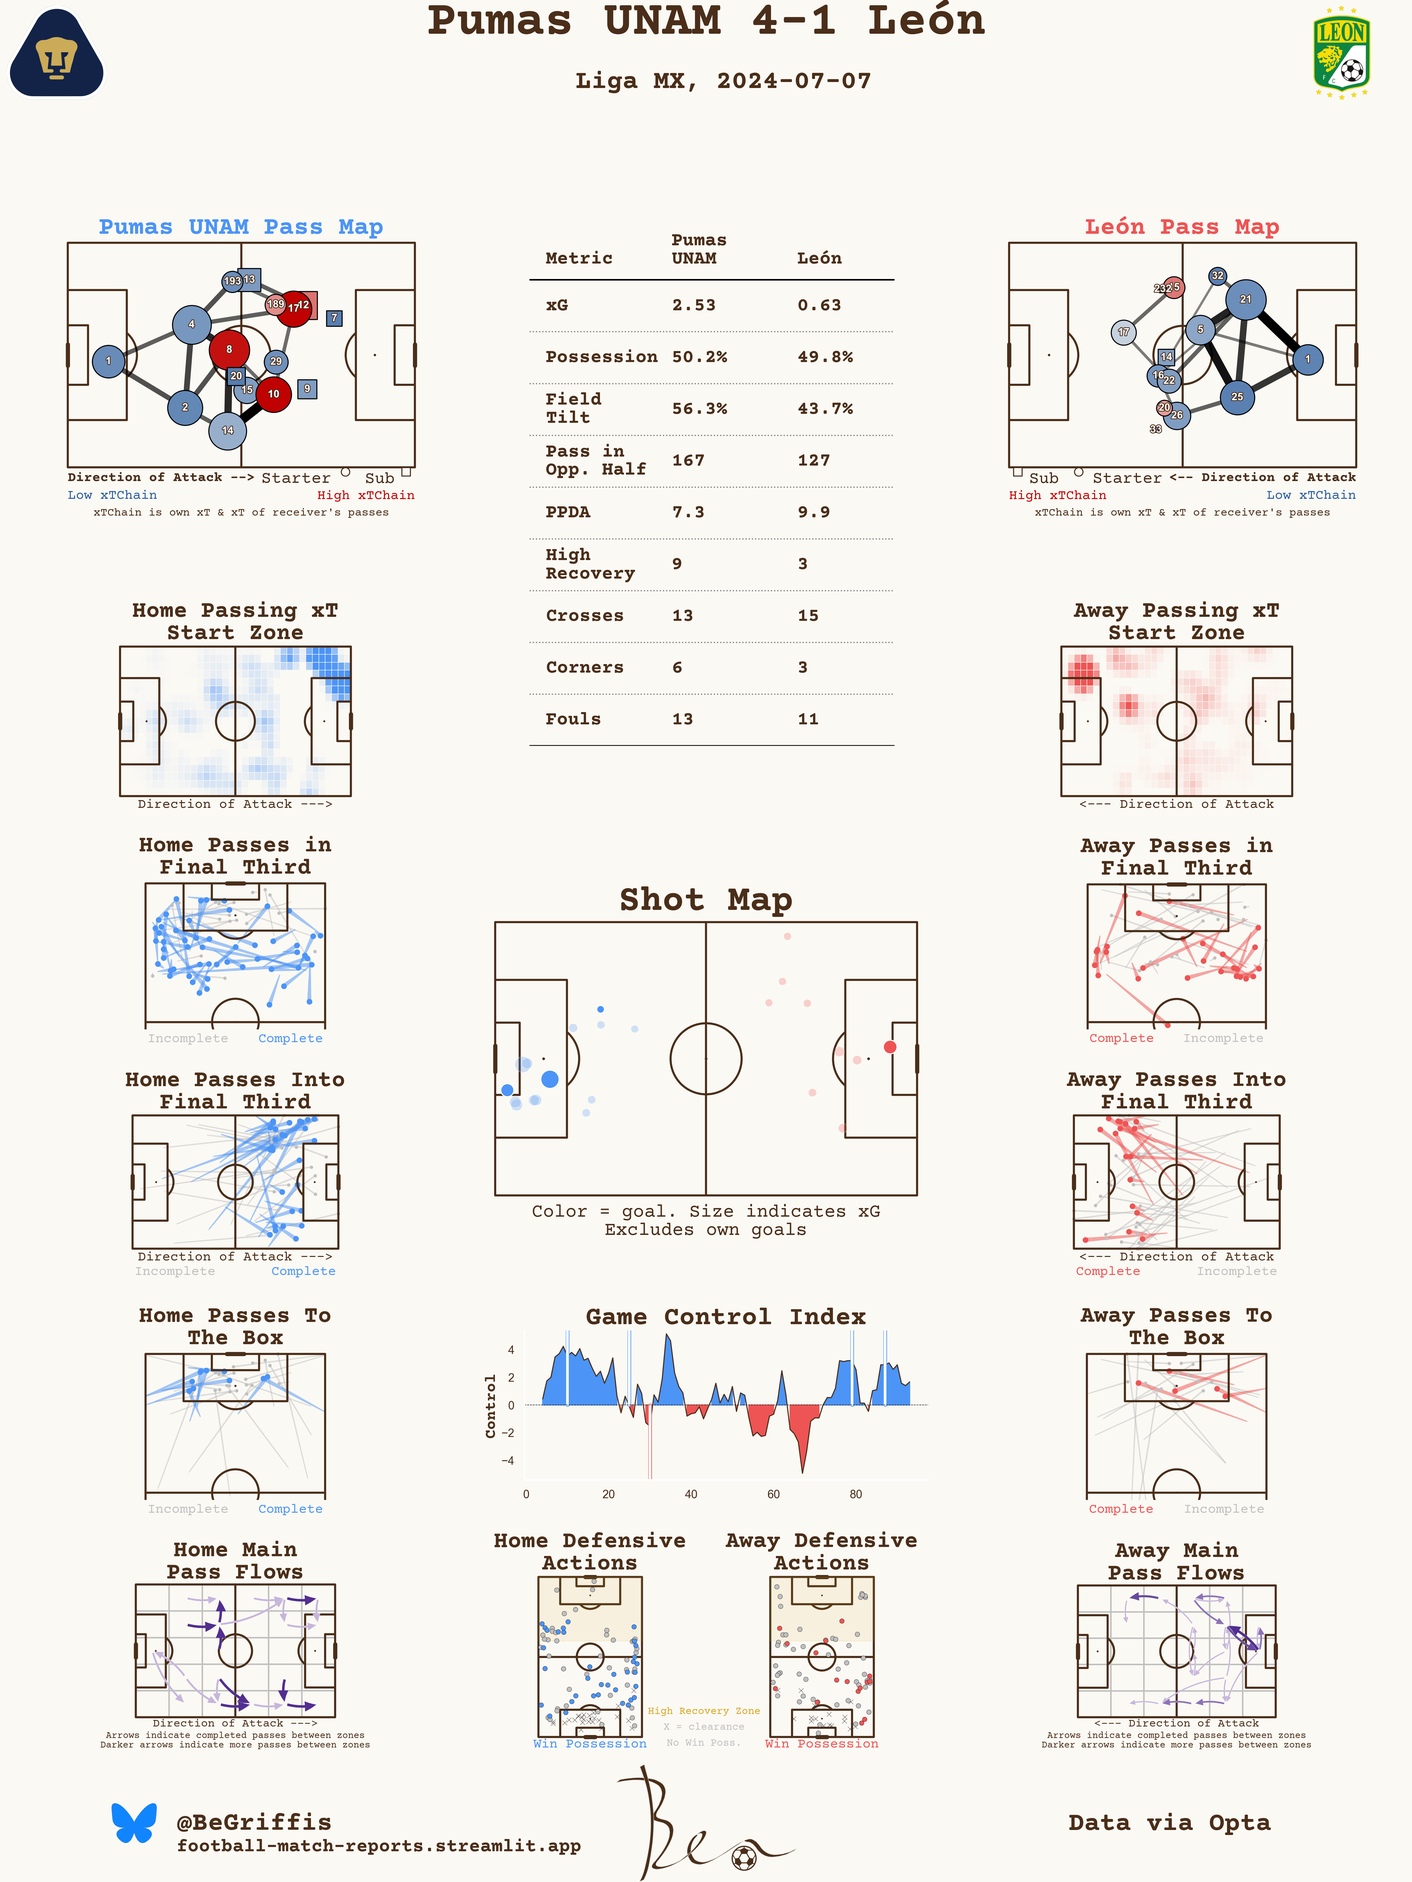 Pumas UNAM 4-1 León
Liga MX, 2024-07-07
LEON
F C
Pumas UNAM Pass Map
193 13
189 17 12
7
4
8
1
29
20
15 10 9
2
14
Direction of Attack --> Starter Sub
Low xTChain High xTChain
xTChain is own xT & xT of receiver's passes
Metric Pumas UNAM León
xG 2.53 0.63
Possession 50.2% 49.8%
Field Tilt 56.3% 43.7%
Pass in Opp. Half 167 127
PPDA 7.3 9.9
High Recovery 9 3
Crosses 13 15
Corners 6 3
Fouls 13 11
León Pass Map
32
21
17 5
14 1
22
25
20 26
33
Sub Starter <-- Direction of Attack
High xTChain Low xTChain
xTChain is own xT & xT of receiver's passes
Home Passing xT
Start Zone
Direction of Attack --->
Away Passing xT
Start Zone
<--- Direction of Attack
Home Passes in
Final Third
Incomplete Complete
Away Passes in
Final Third
Complete Incomplete
Shot Map
Color = goal. Size indicates xG
Excludes own goals
Home Passes Into
Final Third
Direction of Attack --->
Incomplete Complete
Away Passes Into
Final Third
<--- Direction of Attack
Complete Incomplete
Home Passes To
The Box
Incomplete Complete
Game Control Index
Control
4
2
0
−2
−4
0 20 40 60 80
Away Passes To
The Box
Complete Incomplete
Home Main
Pass Flows
Direction of Attack --->
Arrows indicate completed passes between zones
Darker arrows indicate more passes between zones
Home Defensive
Actions
Win Possession
High Recovery Zone
X = clearance
No Win Poss.
Away Defensive
Actions
Win Possession
Away Main
Pass Flows
<--- Direction of Attack
Arrows indicate completed passes between zones
Darker arrows indicate more passes between zones
@BeGriffis
football-match-reports.streamlit.app
Ben
Data via Opta